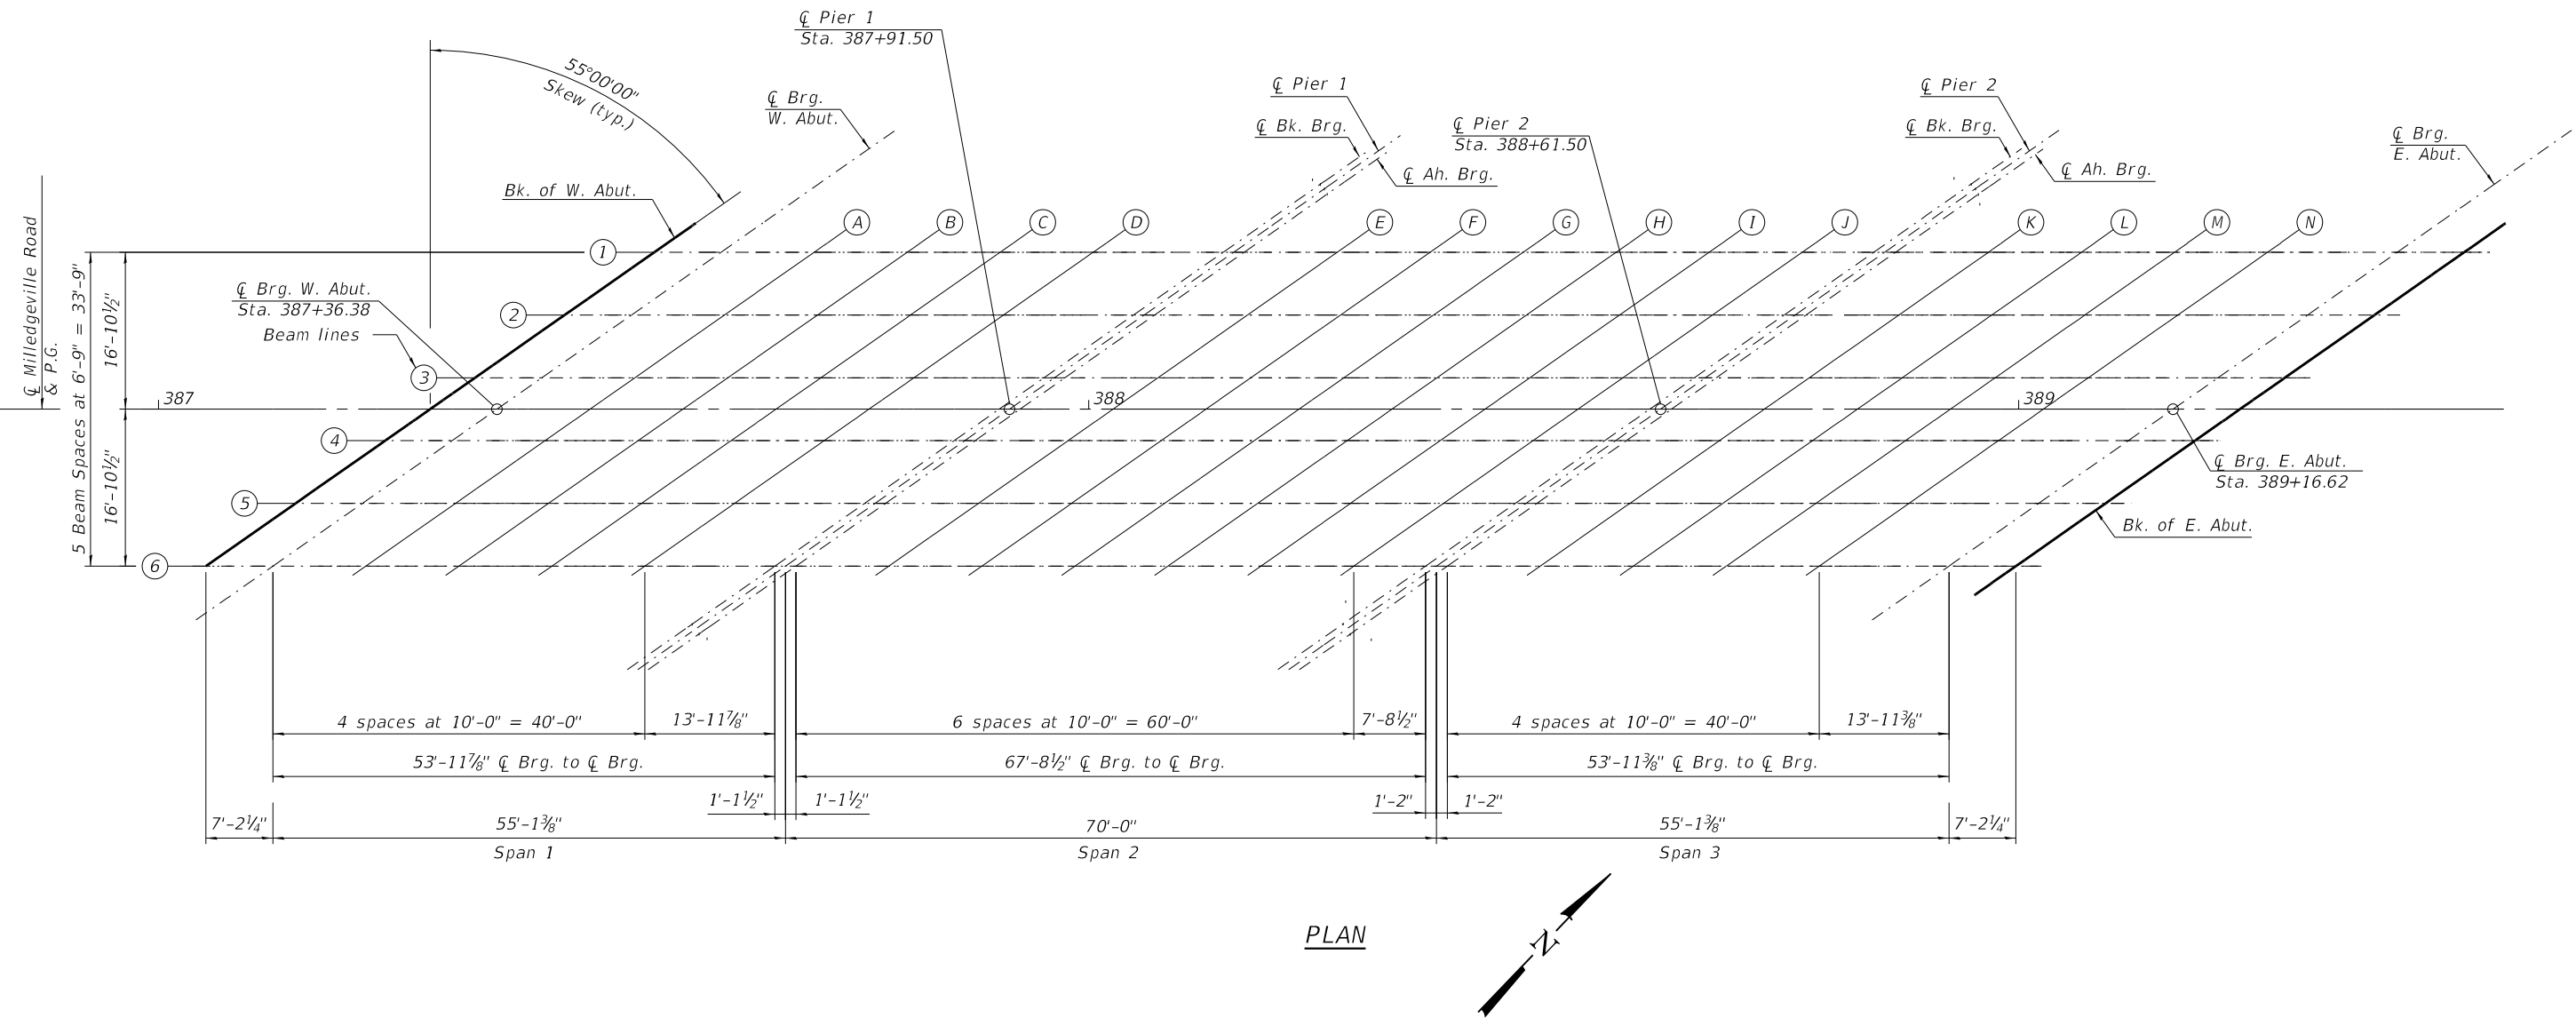 ℄ Pier 1
Sta. 387+91.50
55°00'00"
Skew (typ.)
℄ Brg.
W. Abut.
℄ Pier 1
℄ Bk. Brg.
℄ Ah. Brg.
℄ Pier 2
Sta. 388+61.50
℄ Pier 2
℄ Bk. Brg.
℄ Ah. Brg.
℄ Brg.
E. Abut.
Bk. of W. Abut.
A
B
C
D
E
F
G
H
I
J
K
L
M
N
℄ Milledgeville Road
& P.G.
5 Beam Spaces at 6'-9" = 33'-9"
16'-10½"
16'-10½"
℄ Brg. W. Abut.
Sta. 387+36.38
Beam lines
1
2
3
4
5
6
387
388
389
℄ Brg. E. Abut.
Sta. 389+16.62
Bk. of E. Abut.
4 spaces at 10'-0" = 40'-0"
13'-11⅞"
6 spaces at 10'-0" = 60'-0"
7'-8½"
4 spaces at 10'-0" = 40'-0"
13'-11⅜"
53'-11⅞" ℄ Brg. to ℄ Brg.
67'-8½" ℄ Brg. to ℄ Brg.
53'-11⅜" ℄ Brg. to ℄ Brg.
1'-1½"
1'-1½"
1'-2"
1'-2"
7'-2¼"
55'-1⅜"
70'-0"
55'-1⅜"
7'-2¼"
Span 1
Span 2
Span 3
PLAN
N